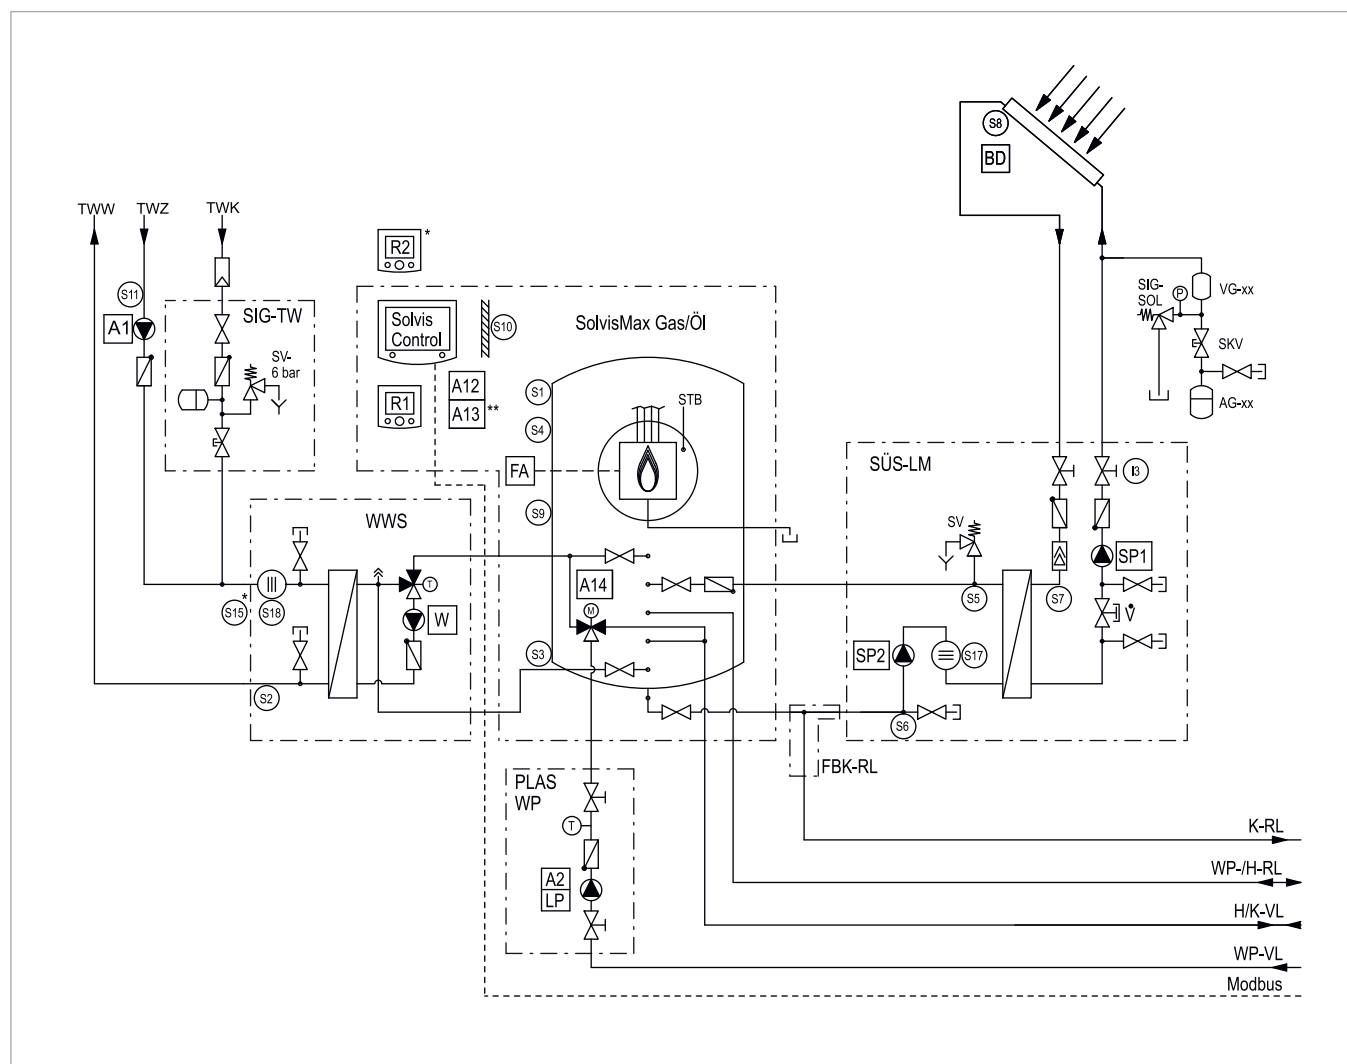 S8
BD
TWW
TWZ
TWK
R2
*
S11
SIG-TW
A1
SV-
6 bar
Solvis
Control
S10
SolvisMax Gas/Öl
R1
A12
A13
**
S1
S4
STB
FA
S9
SIG-
SOL
P
VG-xx
SKV
AG-xx
SÜS-LM
I3
SV
SP1
WWS
A14
M
T
W
*
S15
S18
S2
S3
S5
S7
V̇
SP2
S17
S6
FBK-RL
PLAS
WP
T
A2
LP
K-RL
WP-/H-RL
H/K-VL
WP-VL
Modbus